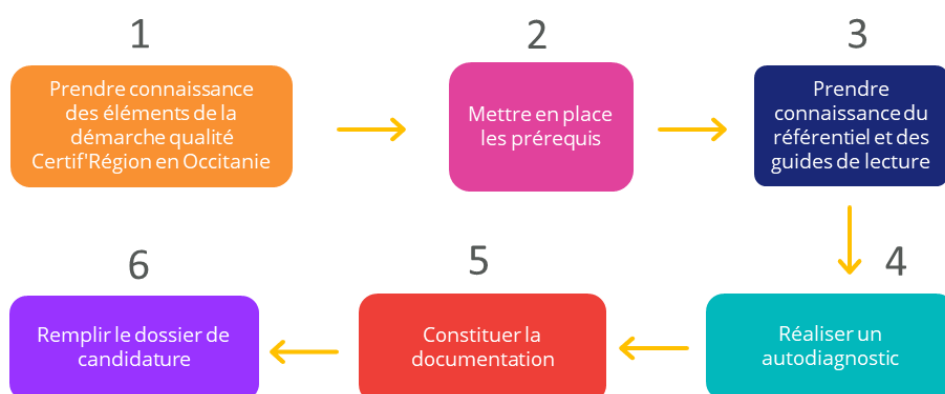 1
Prendre connaissance
des éléments de la
démarche qualité
Certif'Région en Occitanie
2
Mettre en place
les prérequis
3
Prendre
connaissance du
référentiel et des
guides de lecture
4
Réaliser un
autodiagnostic
5
Constituer la
documentation
6
Remplir le dossier de
candidature